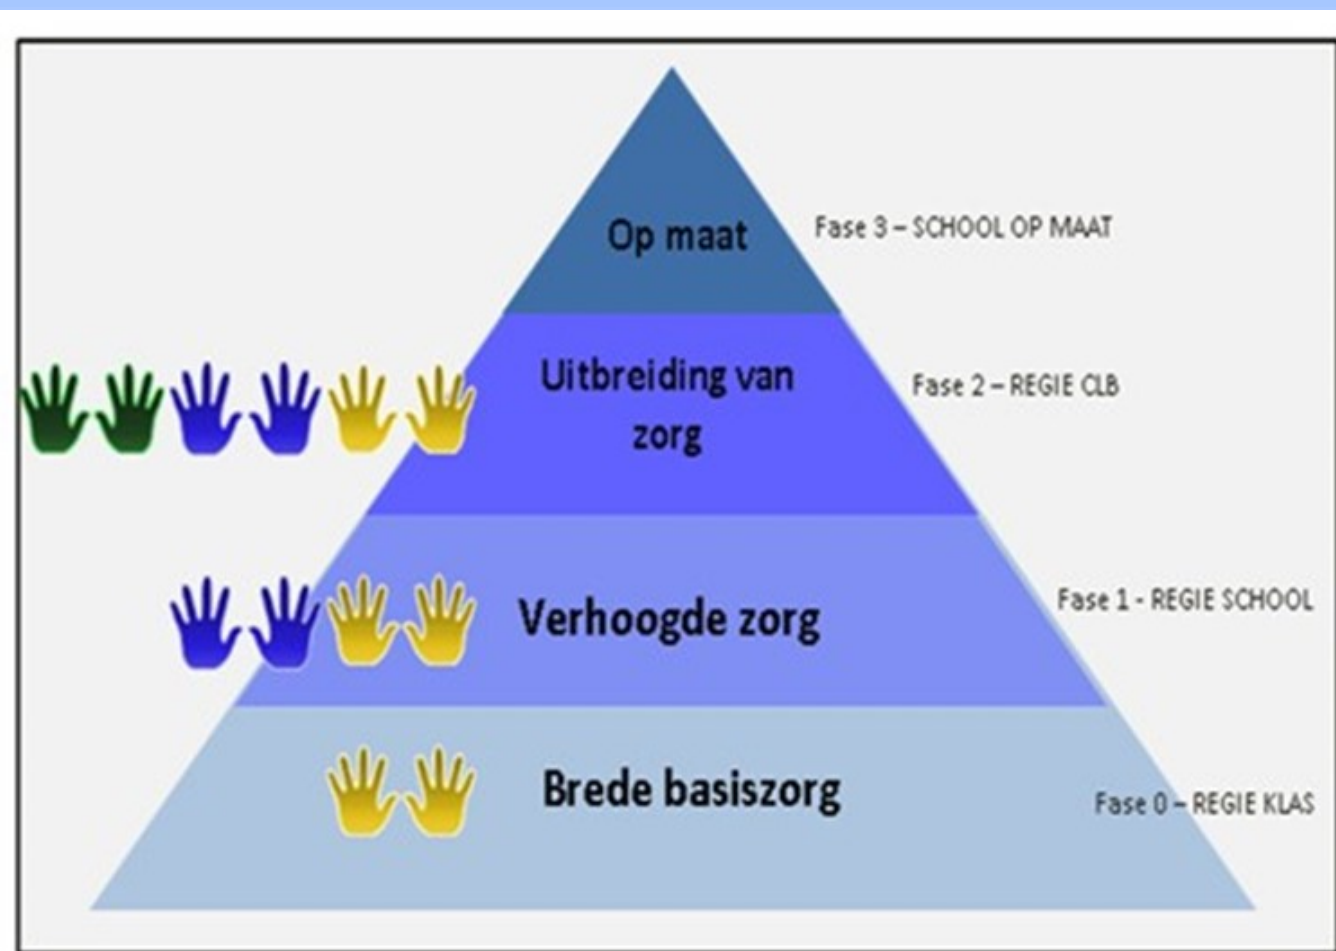 Op maat
Fase 3 – SCHOOL OP MAAT
Uitbreiding van
zorg
Fase 2 – REGIE CLB
Verhoogde zorg
Fase 1 - REGIE SCHOOL
Brede basiszorg
Fase 0 – REGIE KLAS